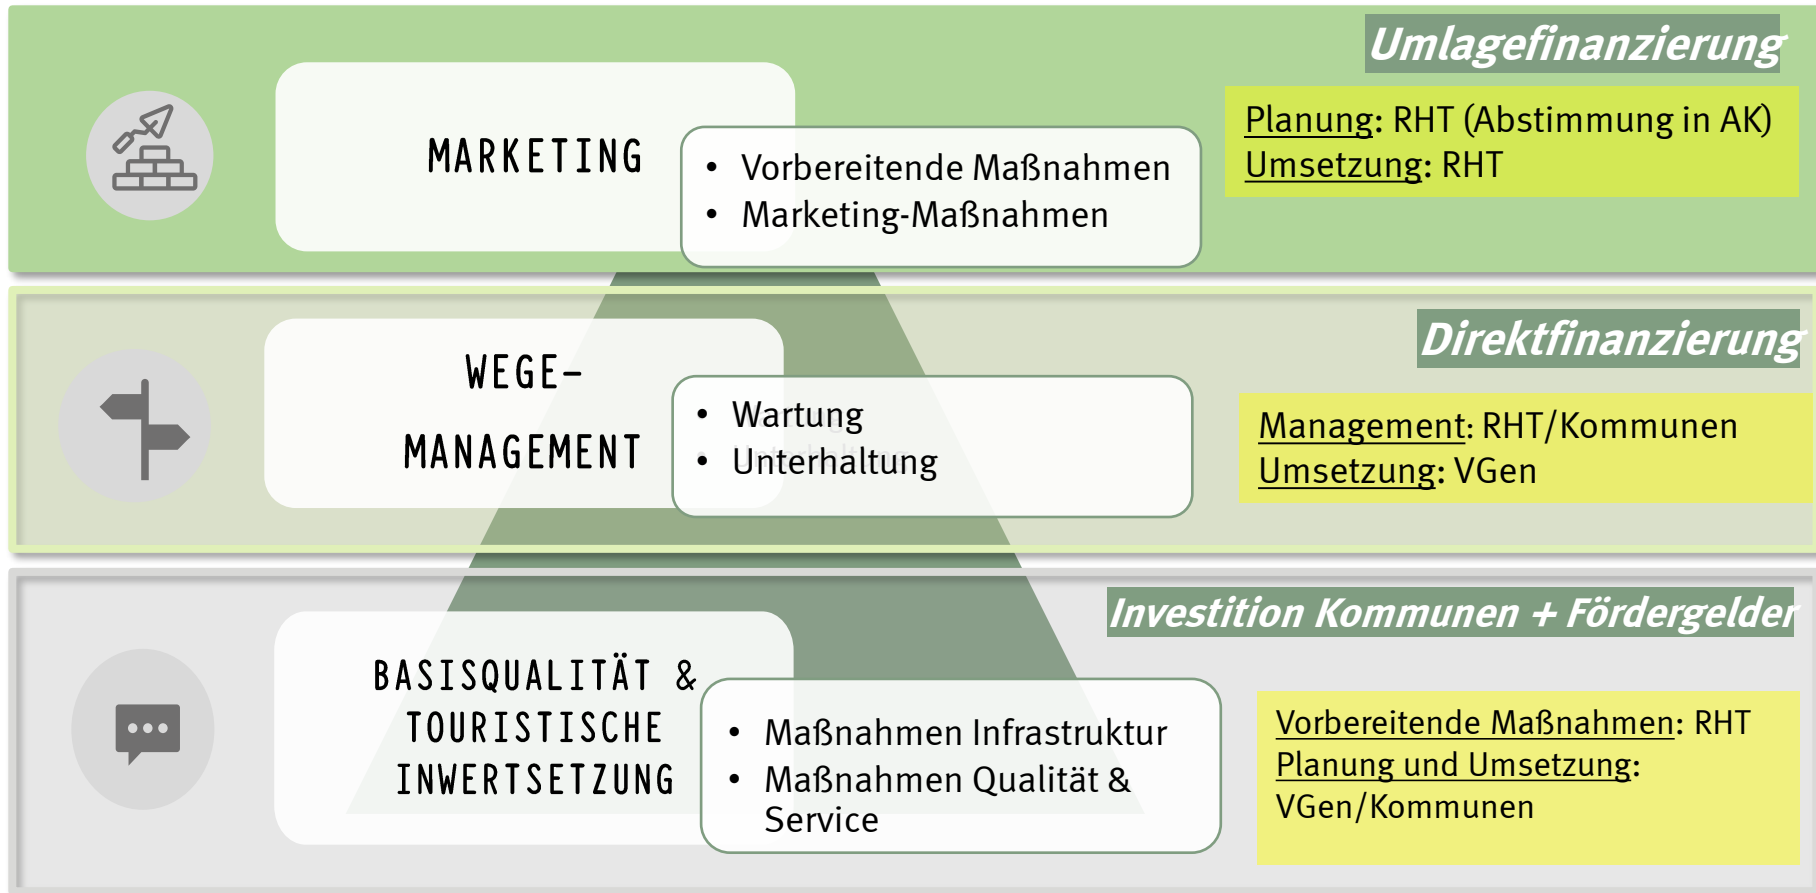 Umlagefinanzierung
MARKETING
• Vorbereitende Maßnahmen
• Marketing-Maßnahmen
Planung: RHT (Abstimmung in AK)
Umsetzung: RHT
Direktfinanzierung
WEGE-
MANAGEMENT
• Wartung
• Unterhaltung
Management: RHT/Kommunen
Umsetzung: VGen
Investition Kommunen + Fördergelder
BASISQUALITÄT &
TOURISTISCHE
INWERTSETZUNG
• Maßnahmen Infrastruktur
• Maßnahmen Qualität &
Service
Vorbereitende Maßnahmen: RHT
Planung und Umsetzung:
VGen/Kommunen